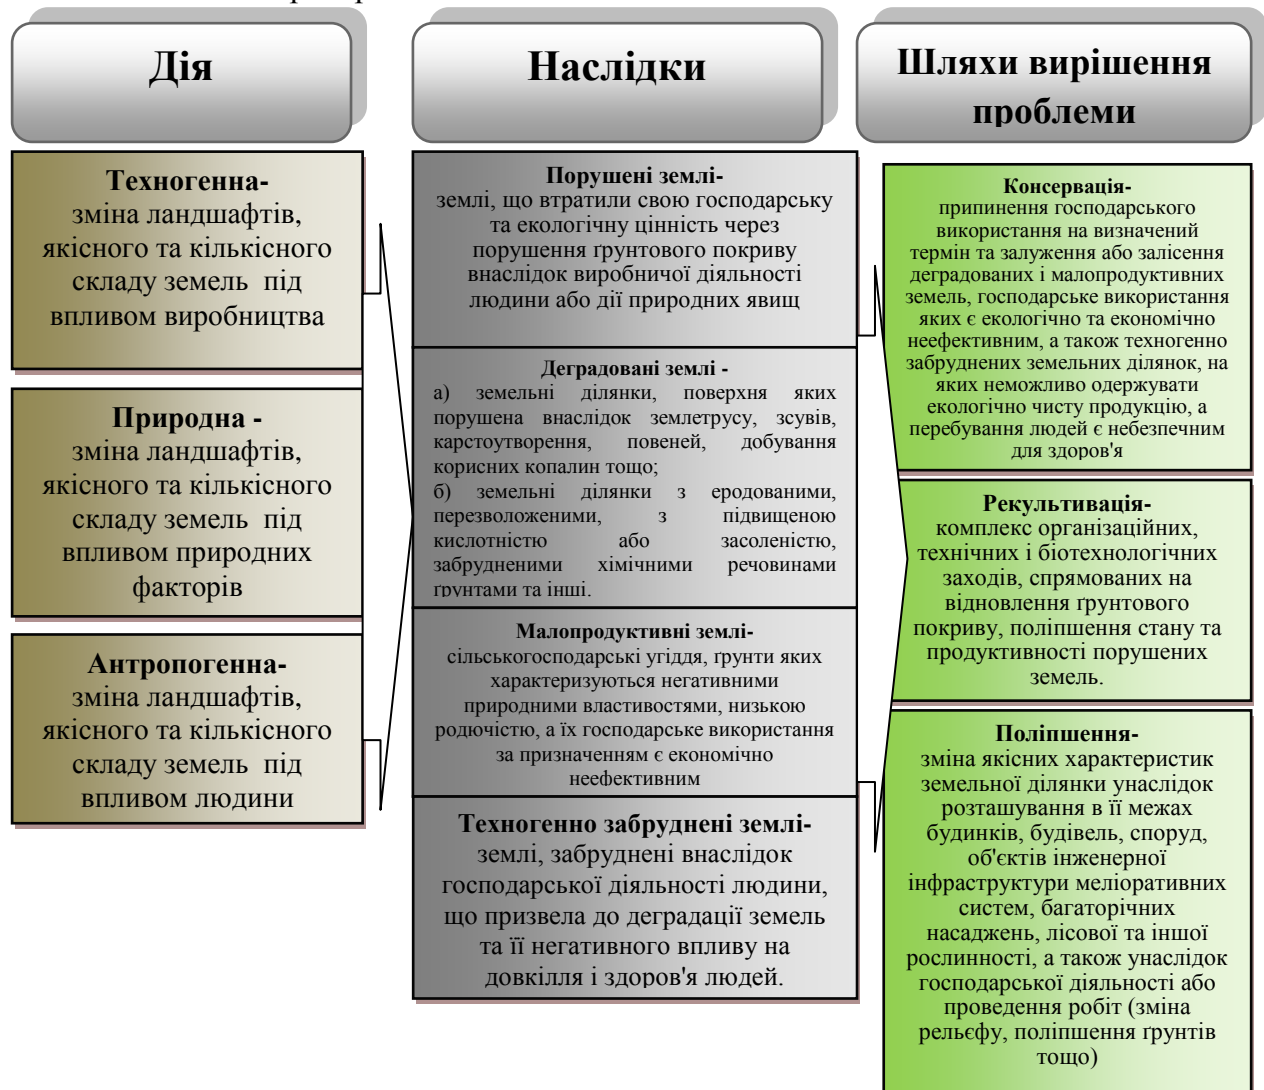 Дія
Техногенна-
зміна ландшафтів,
якісного та кількісного
складу земель під
впливом виробництва
Природна -
зміна ландшафтів,
якісного та кількісного
складу земель під
впливом природних
факторів
Антропогенна-
зміна ландшафтів,
якісного та кількісного
складу земель під
впливом людини
Наслідки
Порушені землі-
землі, що втратили свою господарську
та екологічну цінність через
порушення ґрунтового покриву
внаслідок виробничої діяльності
людини або дії природних явищ
Деградовані землі -
а) земельні ділянки, поверхня яких
порушена внаслідок землетрусу, зсувів,
карстоутворення, повеней, добування
корисних копалин тощо;
б) земельні ділянки з еродованими,
перезволоженими, з підвищеною
кислотністю або засоленістю,
забрудненими хімічними речовинами
ґрунтами та інші.
Малопродуктивні землі-
сільськогосподарські угіддя, ґрунти яких
характеризуються негативними
природними властивостями, низькою
родючістю, а їх господарське використання
за призначенням є економічно
неефективним
Техногенно забруднені землі-
землі, забруднені внаслідок
господарської діяльності людини,
що призвела до деградації земель
та її негативного впливу на
довкілля і здоров'я людей.
Шляхи вирішення
проблеми
Консервація-
припинення господарського
використання на визначений
термін та залуження або залісення
деградованих і малопродуктивних
земель, господарське використання
яких є екологічно та економічно
неефективним, а також техногенно
забруднених земельних ділянок, на
яких неможливо одержувати
екологічно чисту продукцію, а
перебування людей є небезпечним
для здоров'я
Рекультивація-
комплекс організаційних,
технічних і біотехнологічних
заходів, спрямованих на
відновлення ґрунтового
покриву, поліпшення стану та
продуктивності порушених
земель.
Поліпшення-
зміна якісних характеристик
земельної ділянки унаслідок
розташування в її межах
будинків, будівель, споруд,
об'єктів інженерної
інфраструктури меліоративних
систем, багаторічних
насаджень, лісової та іншої
рослинності, а також унаслідок
господарської діяльності або
проведення робіт (зміна
рельєфу, поліпшення ґрунтів
тощо)